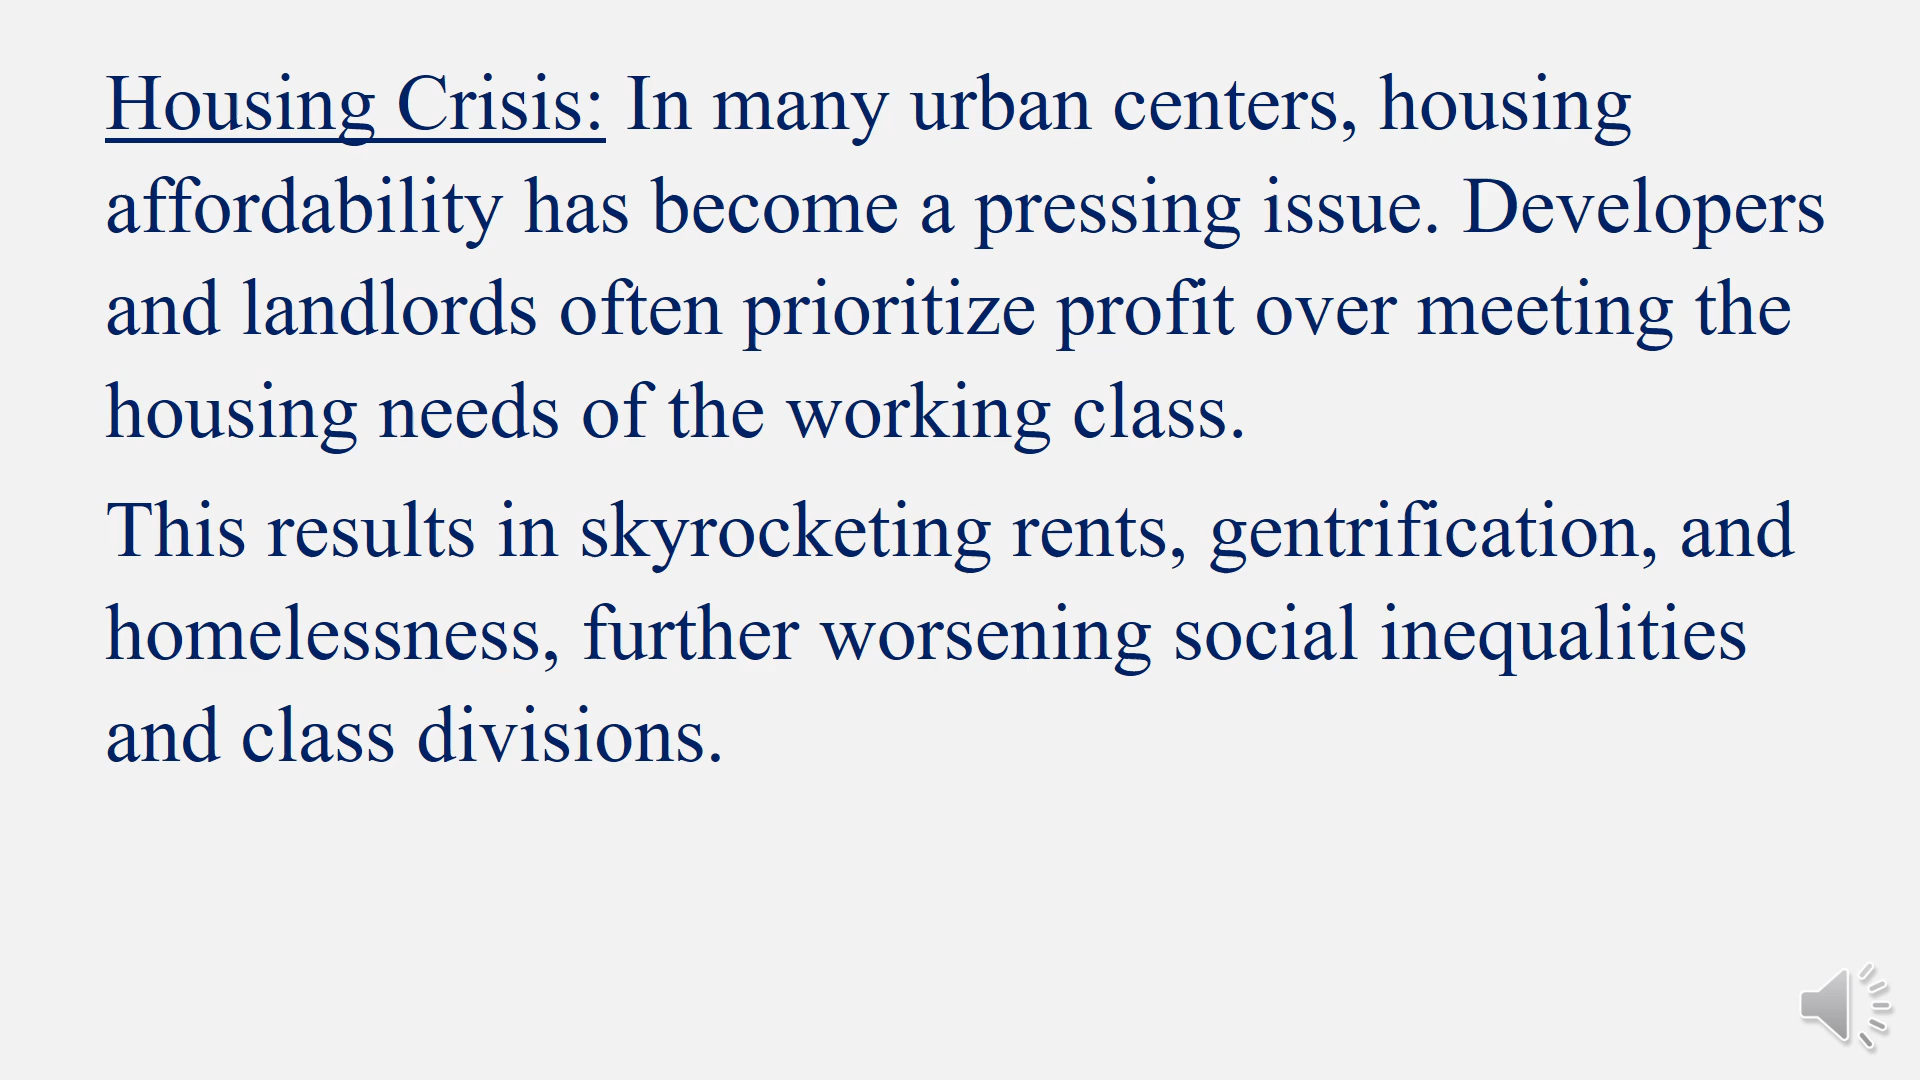 Housing Crisis: In many urban centers, housing
affordability has become a pressing issue. Developers
and landlords often prioritize profit over meeting the
housing needs of the working class.
This results in skyrocketing rents, gentrification, and
homelessness, further worsening social inequalities
and class divisions.